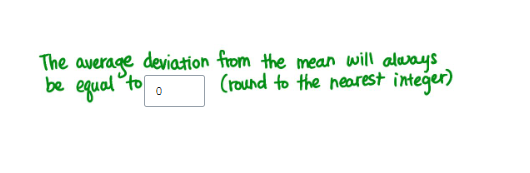 The average deviation from the mean will always
be equal to 0 (round to the nearest integer)